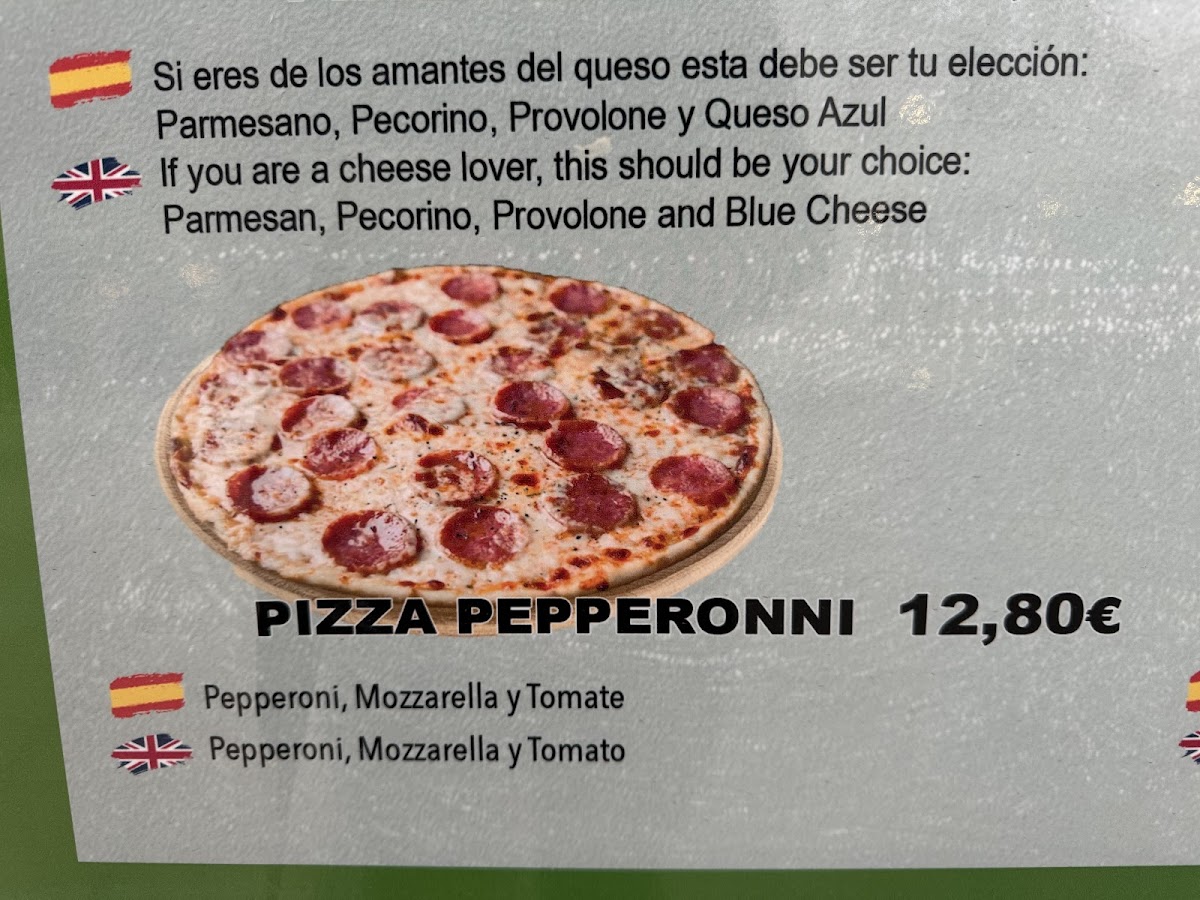 Si eres de los amantes del queso esta debe ser tu elección:
Parmesano, Pecorino, Provolone y Queso Azul
If you are a cheese lover, this should be your choice:
Parmesan, Pecorino, Provolone and Blue Cheese
PIZZA PEPPERONNI 12,80€
Pepperoni, Mozzarella y Tomate
Pepperoni, Mozzarella y Tomato